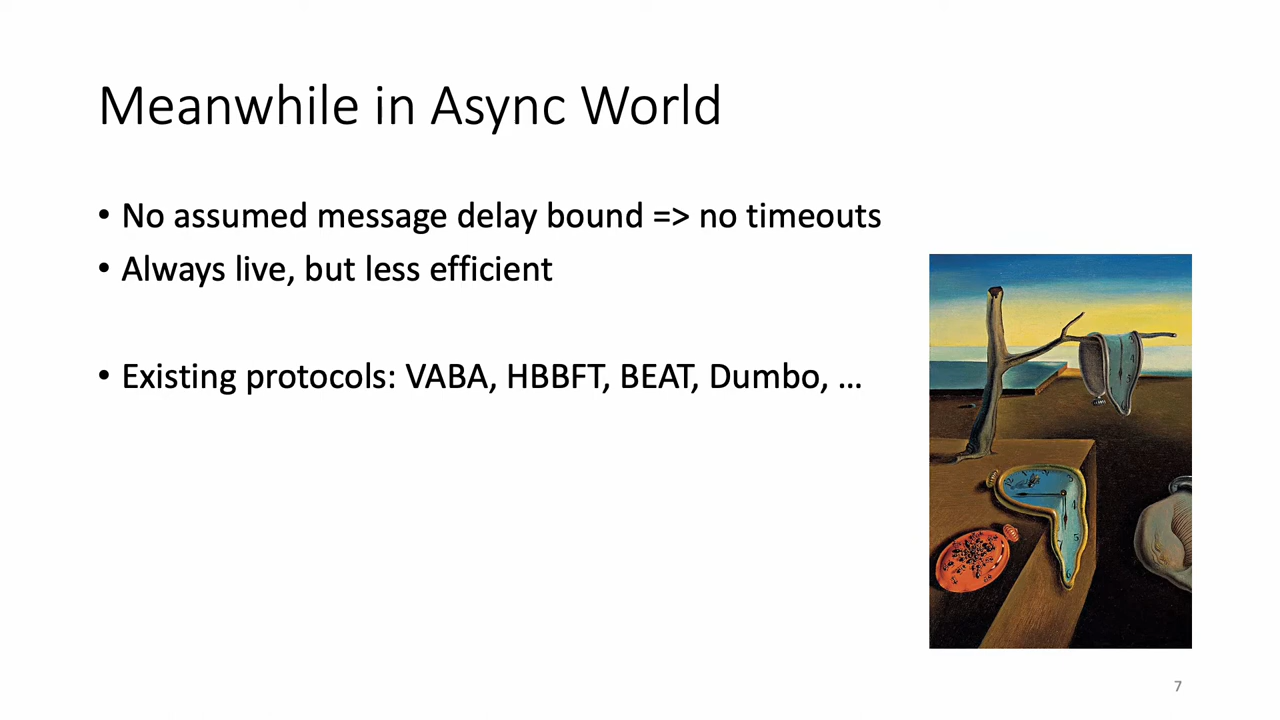 Meanwhile in Async World
• No assumed message delay bound => no timeouts
• Always live, but less efficient
• Existing protocols: VABA, HBBFT, BEAT, Dumbo, …
7